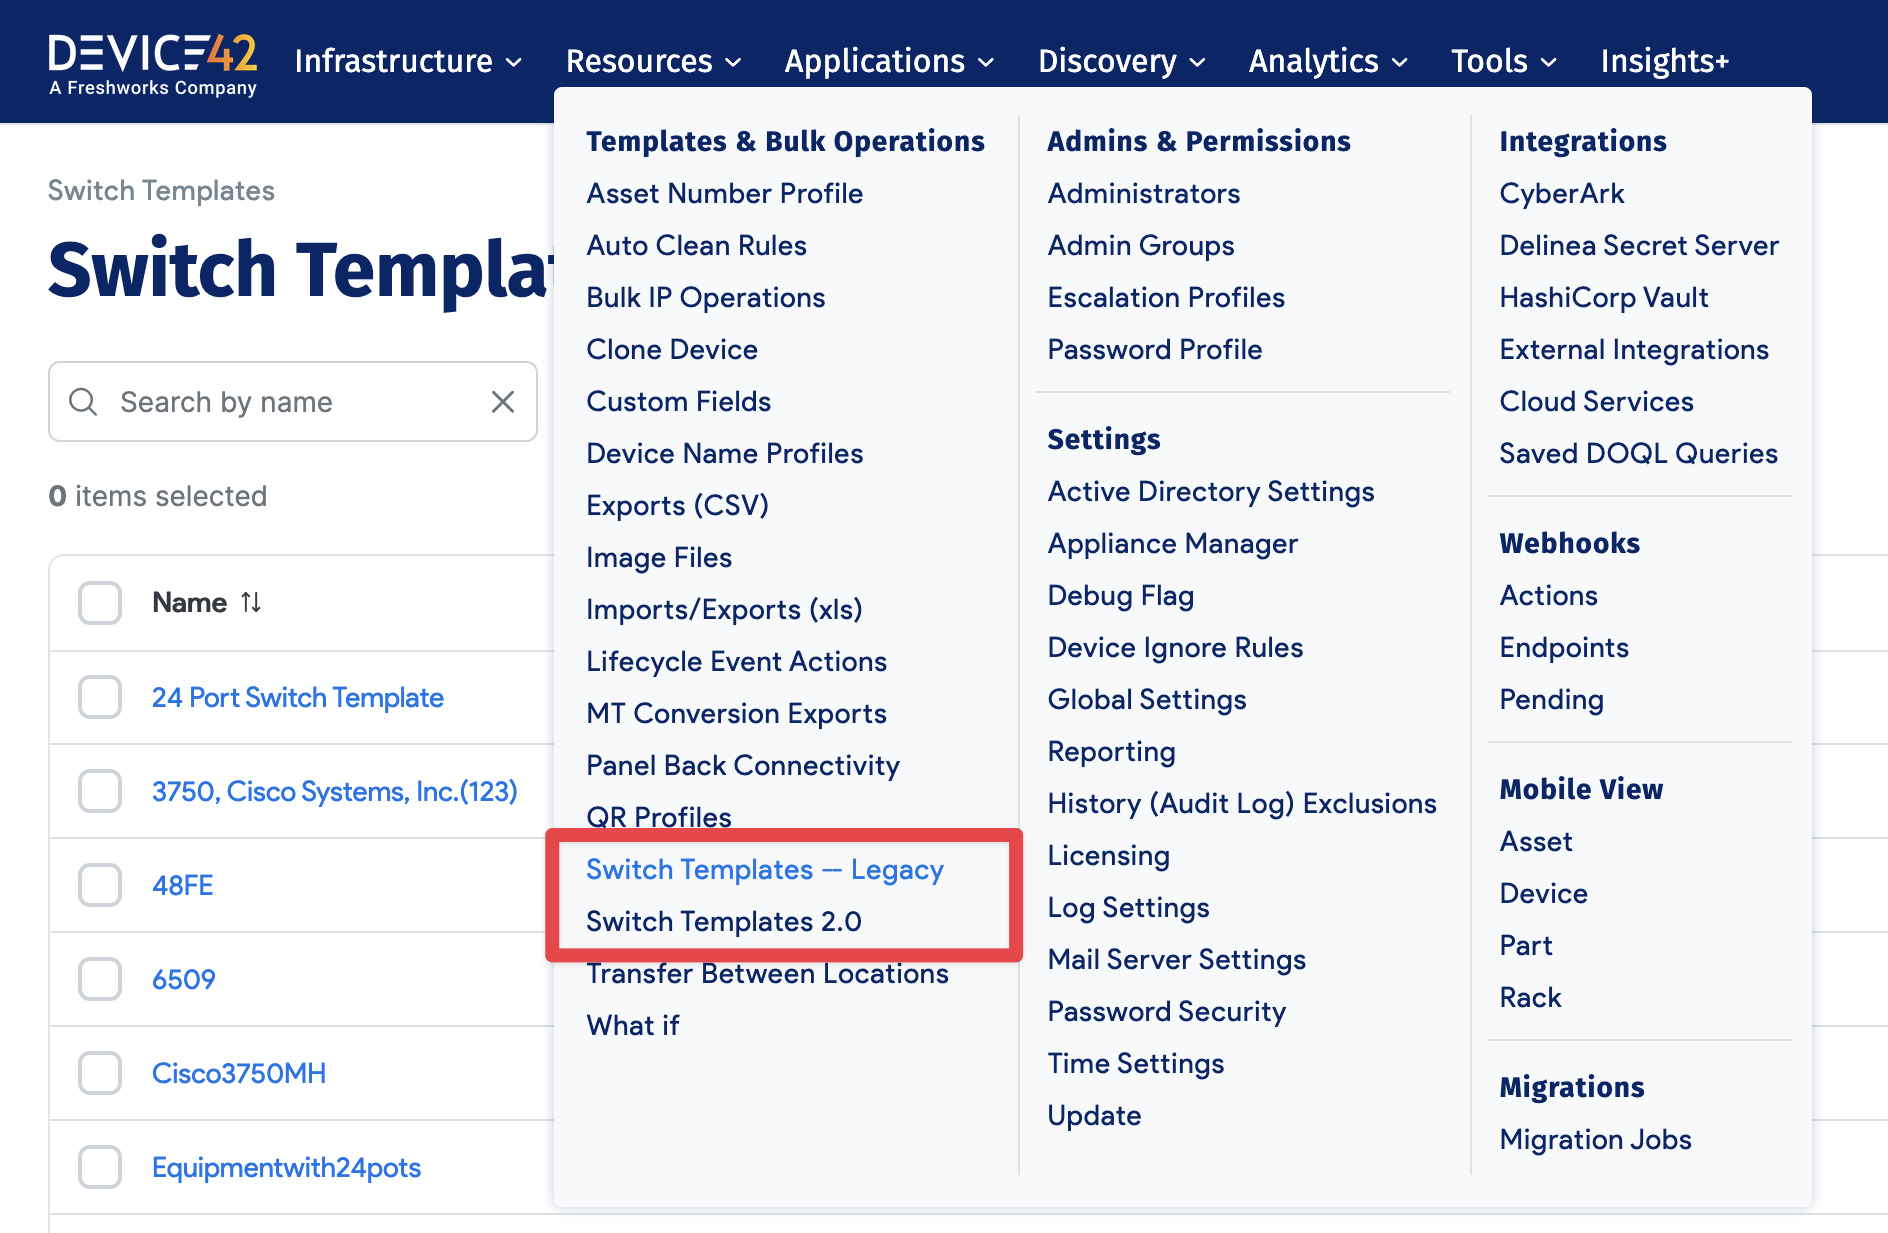 DEVICE42
A Freshworks Company
Infrastructure
Resources
Applications
Discovery
Analytics
Tools
Insights+
Switch Templates
Switch Templat
Search by name
0 items selected
Name
24 Port Switch Template
3750, Cisco Systems, Inc.(123)
48FE
6509
Cisco3750MH
Equipmentwith24pots
Templates & Bulk Operations
Asset Number Profile
Auto Clean Rules
Bulk IP Operations
Clone Device
Custom Fields
Device Name Profiles
Exports (CSV)
Image Files
Imports/Exports (xls)
Lifecycle Event Actions
MT Conversion Exports
Panel Back Connectivity
QR Profiles
Switch Templates -- Legacy
Switch Templates 2.0
Transfer Between Locations
What if
Admins & Permissions
Administrators
Admin Groups
Escalation Profiles
Password Profile
Settings
Active Directory Settings
Appliance Manager
Debug Flag
Device Ignore Rules
Global Settings
Reporting
History (Audit Log) Exclusions
Licensing
Log Settings
Mail Server Settings
Password Security
Time Settings
Update
Integrations
CyberArk
Delinea Secret Server
HashiCorp Vault
External Integrations
Cloud Services
Saved DOQL Queries
Webhooks
Actions
Endpoints
Pending
Mobile View
Asset
Device
Part
Rack
Migrations
Migration Jobs